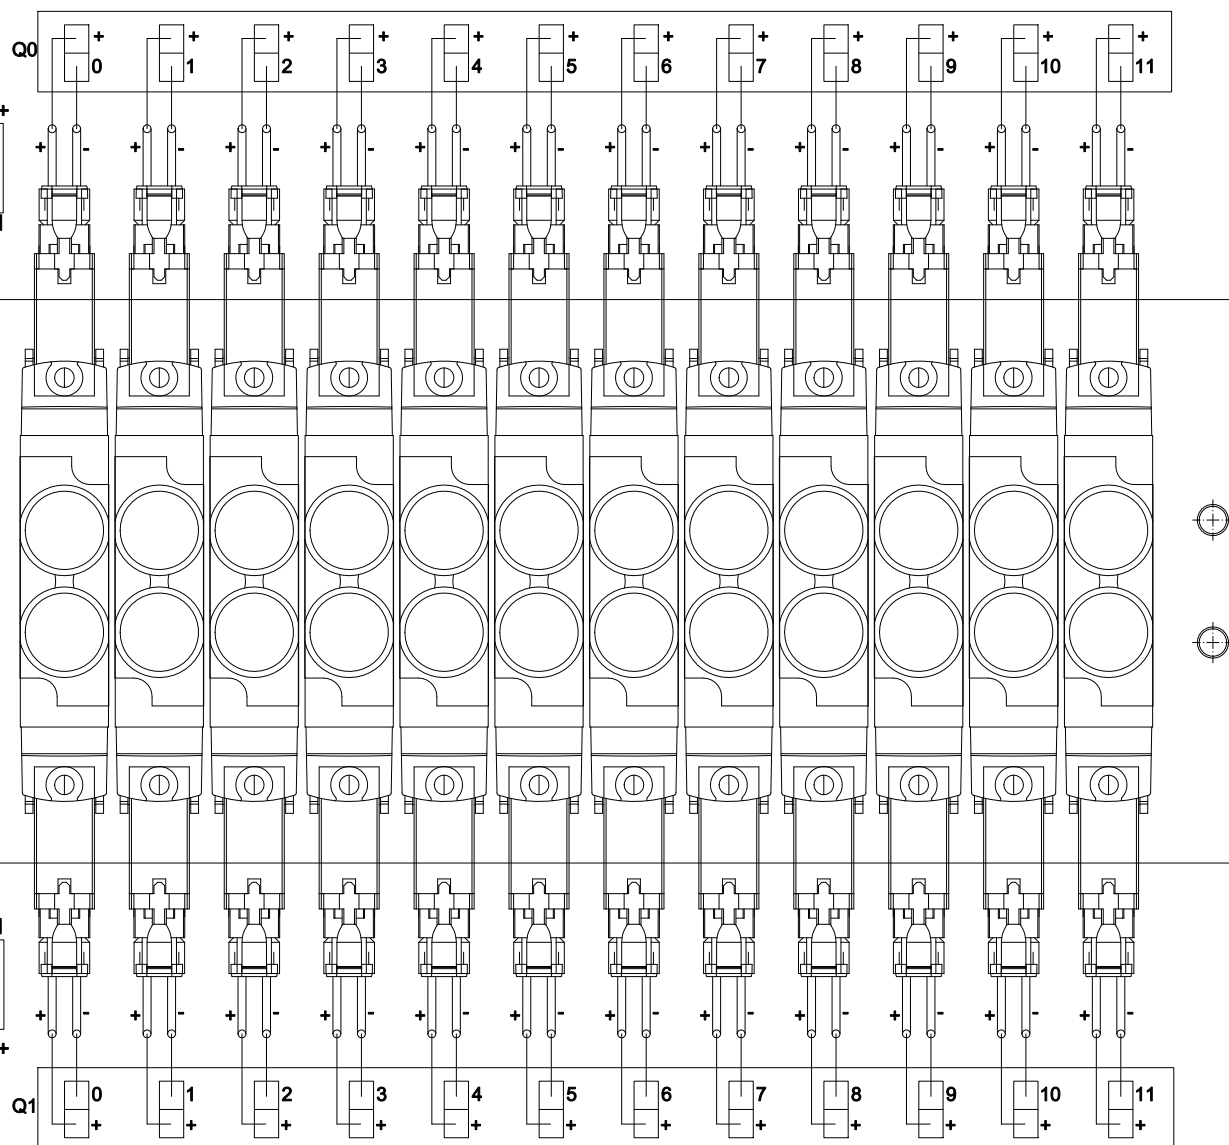 + + + + + + + + + + + +
Q0
0 1 2 3 4 5 6 7 8 9 10 11
+
+ - + - + - + - + - + - + - + - + - + - + - + -
+ - + - + - + - + - + - + - + - + - + - + - + -
+
0 1 2 3 4 5 6 7 8 9 10 11
Q1
+ + + + + + + + + + + +